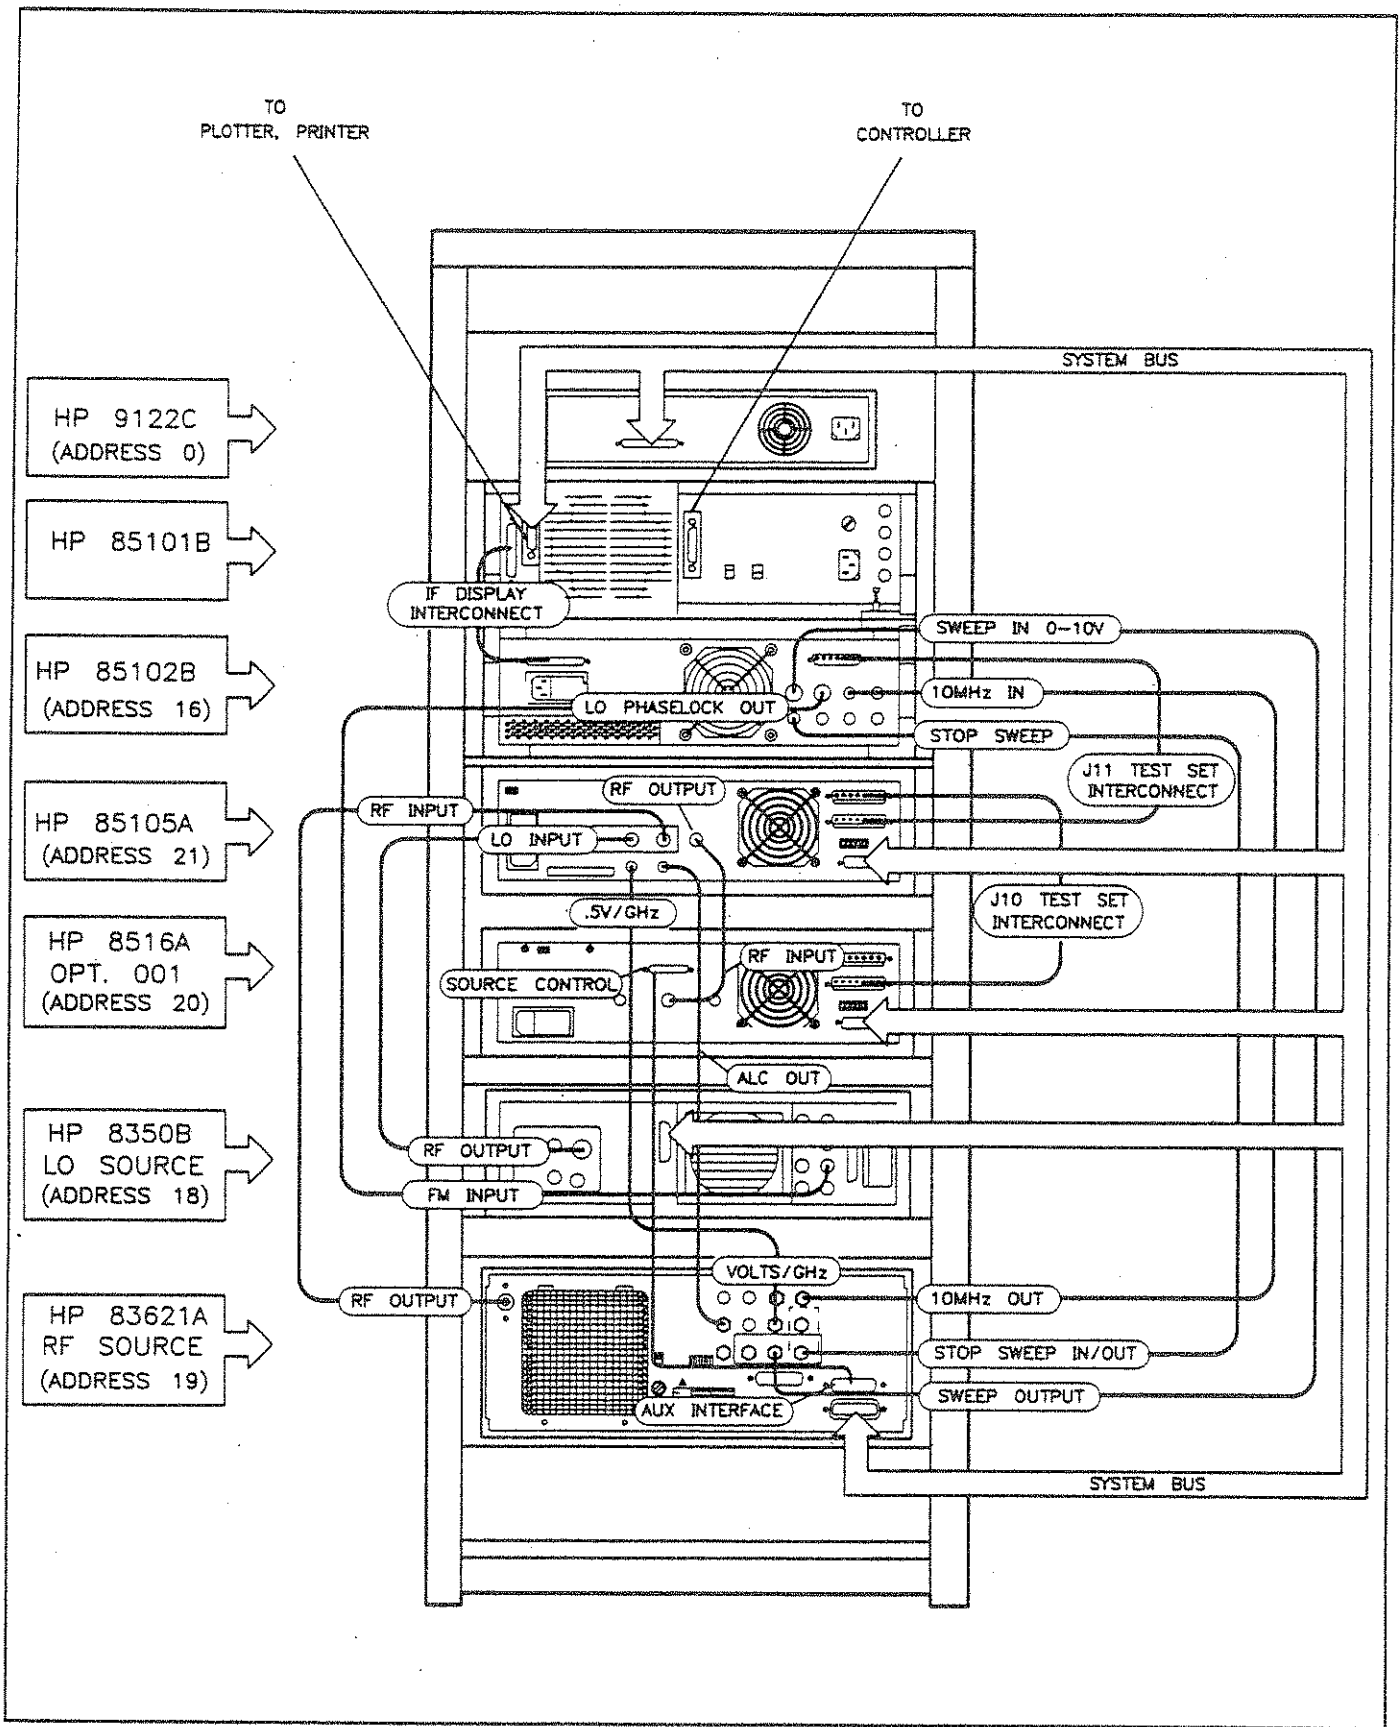 TO
PLOTTER, PRINTER
TO
CONTROLLER
SYSTEM BUS
HP 9122C
(ADDRESS 0)
HP 85101B
IF DISPLAY
INTERCONNECT
SWEEP IN 0-10V
HP 85102B
(ADDRESS 16)
10MHz IN
LO PHASELOCK OUT
STOP SWEEP
J11 TEST SET
INTERCONNECT
RF OUTPUT
RF INPUT
HP 85105A
(ADDRESS 21)
LO INPUT
.5V/GHz
J10 TEST SET
INTERCONNECT
HP 8516A
OPT. 001
(ADDRESS 20)
RF INPUT
SOURCE CONTROL
ALC OUT
HP 8350B
LO SOURCE
(ADDRESS 18)
RF OUTPUT
FM INPUT
VOLTS/GHz
RF OUTPUT
10MHz OUT
HP 83621A
RF SOURCE
(ADDRESS 19)
STOP SWEEP IN/OUT
SWEEP OUTPUT
AUX INTERFACE
SYSTEM BUS